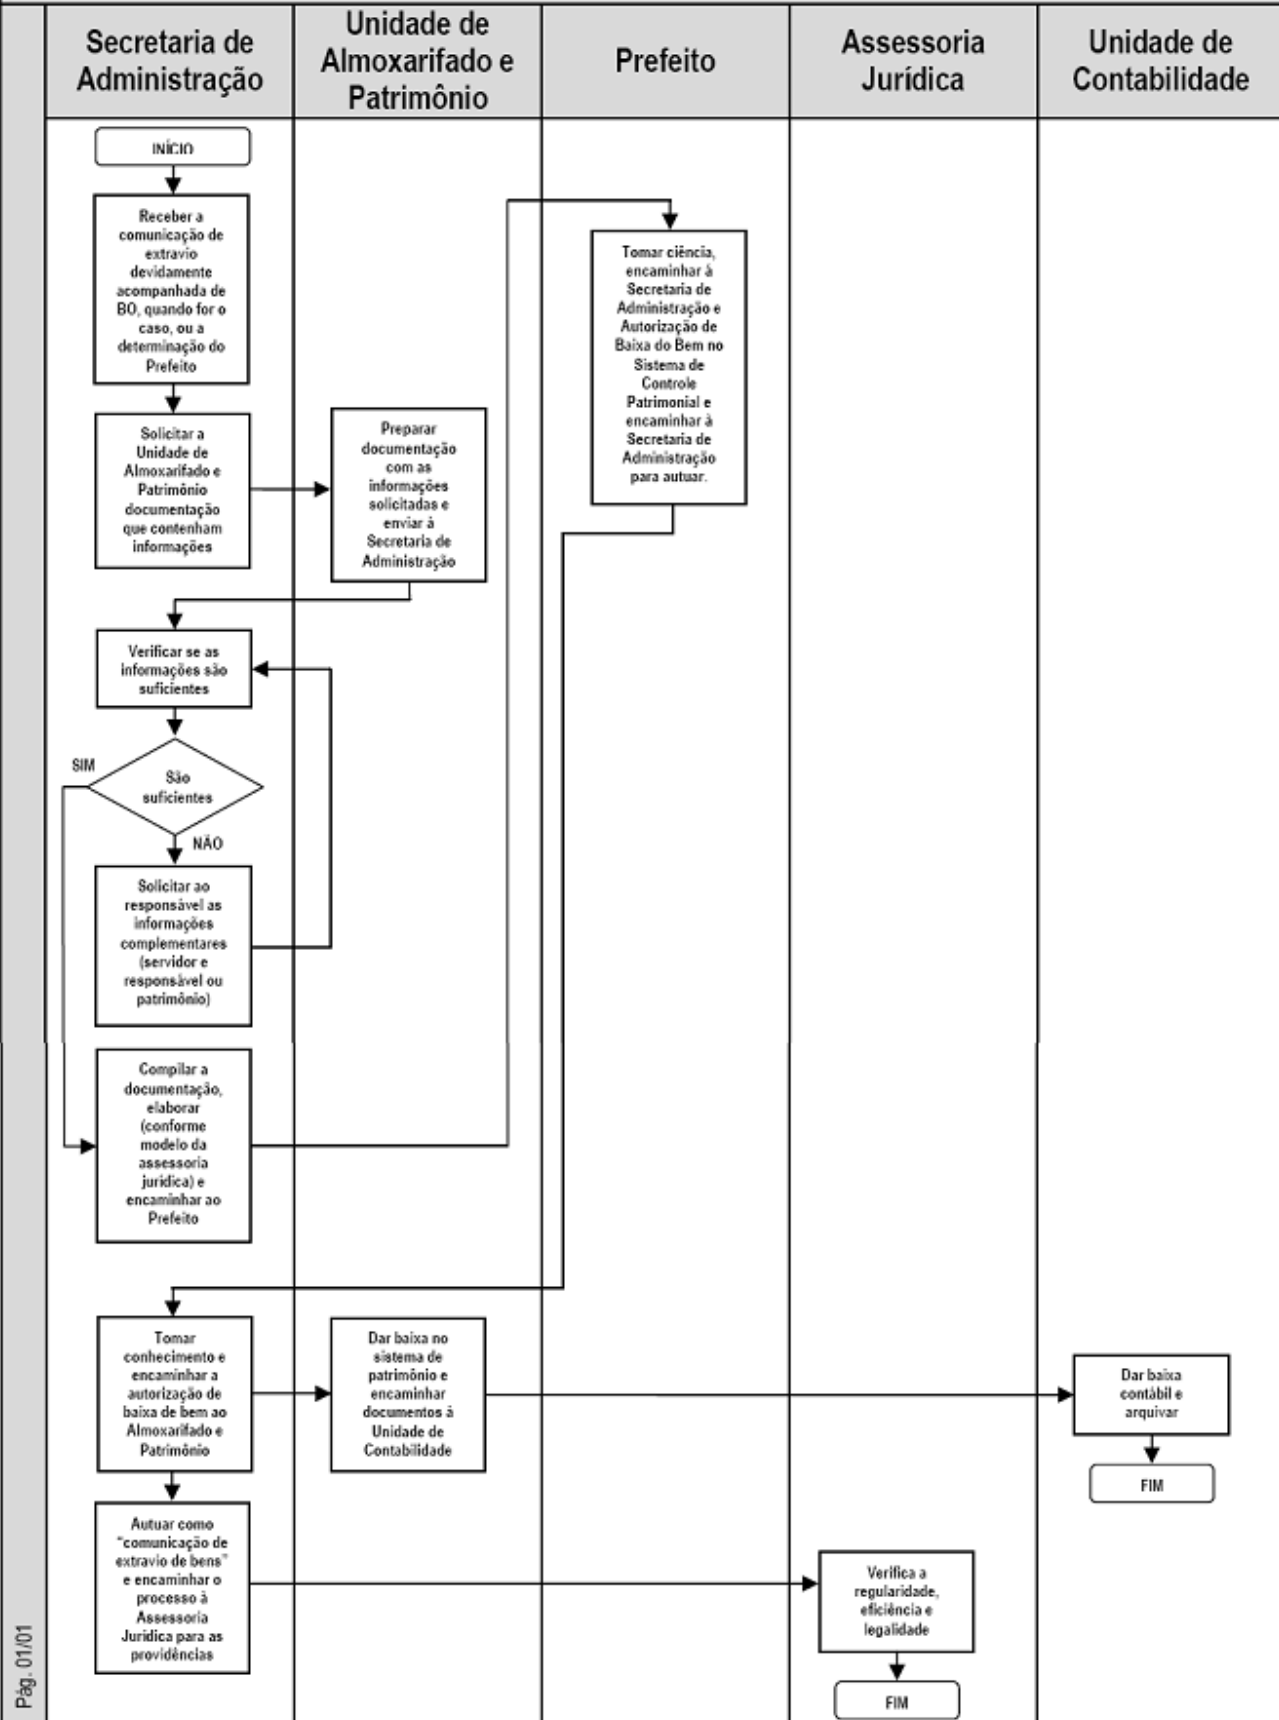 Secretaria de
Administração
Unidade de
Almoxarifado e
Patrimônio
Prefeito
Assessoria
Jurídica
Unidade de
Contabilidade
INÍCIO
Receber a
comunicação de
extravio
devidamente
acompanhada de
BO, quando for o
caso, ou a
determinação do
Prefeito
Tomar ciência,
encaminhar à
Secretaria de
Administração e
Autorização de
Baixa do Bem no
Sistema de
Controle
Patrimonial e
encaminhar à
Secretaria de
Administração
para autuar.
Solicitar a
Unidade de
Almoxarifado e
Patrimônio
documentação
que contenham
informações
Preparar
documentação
com as
informações
solicitadas e
enviar à
Secretaria de
Administração
Verificar se as
informações são
suficientes
SIM
São
suficientes
NÃO
Solicitar ao
responsável as
informações
complementares
(servidor e
responsável ou
patrimônio)
Compilar a
documentação,
elaborar
(conforme
modelo da
assessoria
jurídica) e
encaminhar ao
Prefeito
Tomar
conhecimento e
encaminhar a
autorização de
baixa de bem ao
Almoxarifado e
Patrimônio
Dar baixa no
sistema de
patrimônio e
encaminhar
documentos à
Unidade de
Contabilidade
Dar baixa
contábil e
arquivar
FIM
Autuar como
"comunicação de
extravio de bens"
e encaminhar o
processo à
Assessoria
Jurídica para as
providências
Verifica a
regularidade,
eficiência e
legalidade
FIM
Pág. 01/01